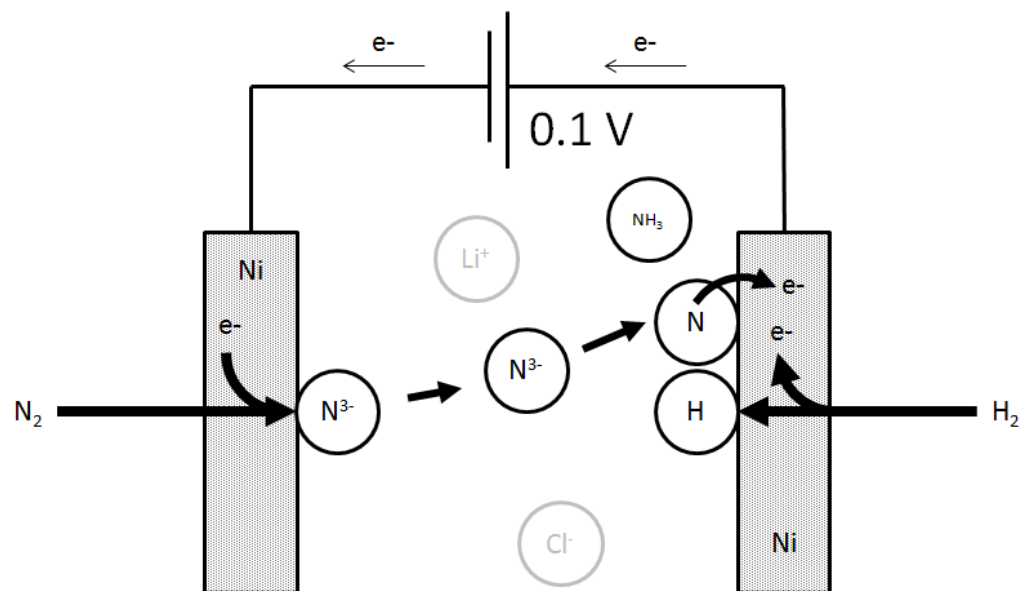 e-
e-
0.1 V
NH₃
Li⁺
Ni
e-
N
e-
e-
N³⁻
N₂
N³⁻
H
H₂
Cl⁻
Ni